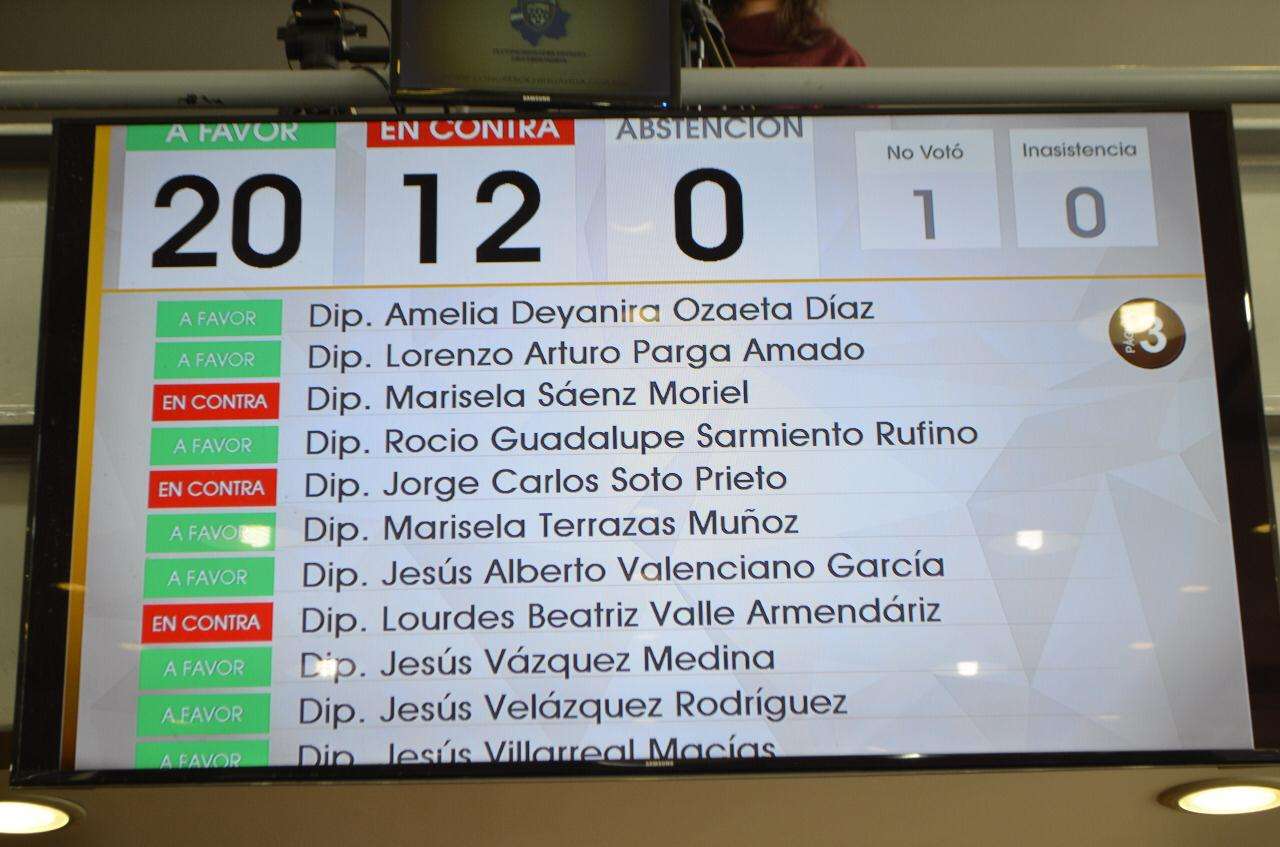 SAMSUNG
A FAVOR
EN CONTRA
ABSTENCIÓN
No Votó
Inasistencia
20
12
0
1
0
A FAVOR Dip. Amelia Deyanira Ozaeta Díaz
3
A FAVOR Dip. Lorenzo Arturo Parga Amado
EN CONTRA Dip. Marisela Sáenz Moriel
A FAVOR Dip. Rocio Guadalupe Sarmiento Rufino
EN CONTRA Dip. Jorge Carlos Soto Prieto
A FAVOR Dip. Marisela Terrazas Muñoz
A FAVOR Dip. Jesús Alberto Valenciano García
EN CONTRA Dip. Lourdes Beatriz Valle Armendáriz
A FAVOR Dip. Jesús Vázquez Medina
A FAVOR Dip. Jesús Velázquez Rodríguez
A FAVOR Dip. Jesús Villarreal Macías
SAMSUNG